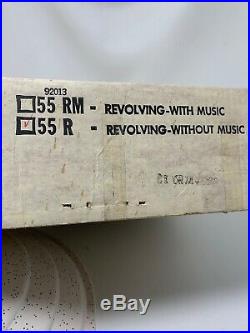 92013
55 RM - REVOLVING-WITH MUSIC
55 R - REVOLVING-WITHOUT MUSIC